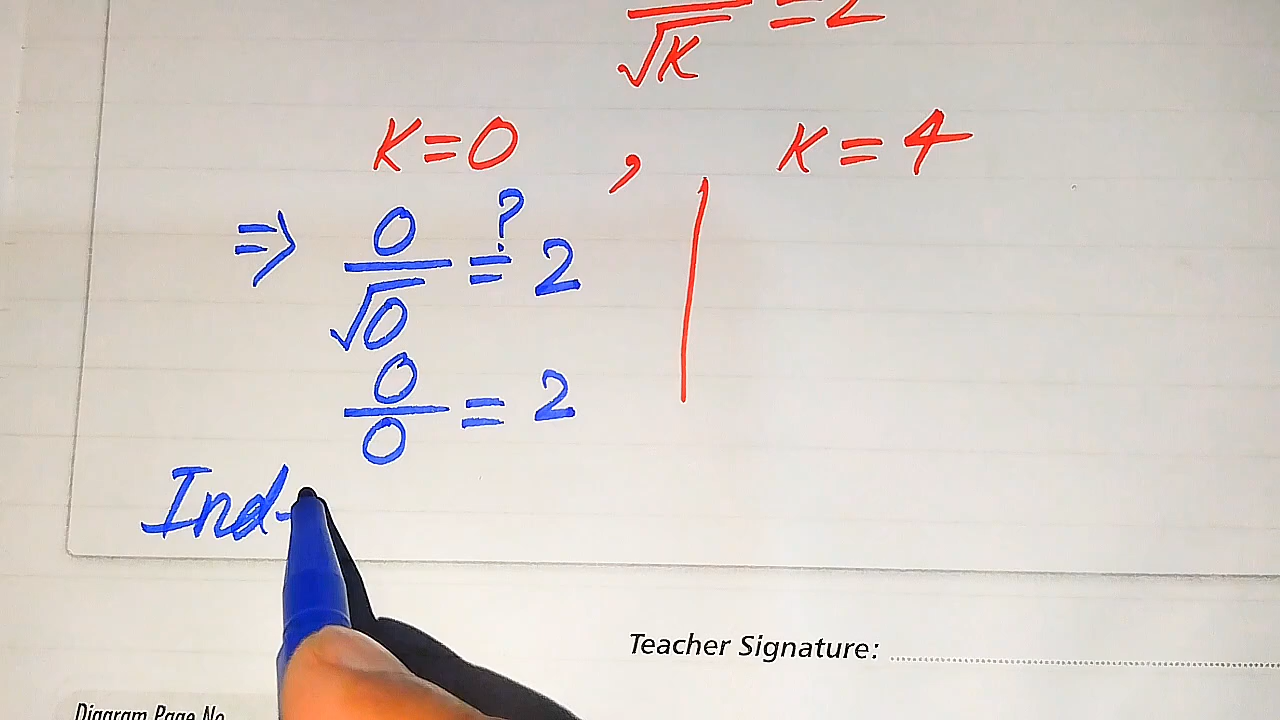 √K = 2
K = 0 , K = 4
⇒ 0/√0 ≟ 2
0/0 = 2
Ind
Teacher Signature:
Diagram Page No